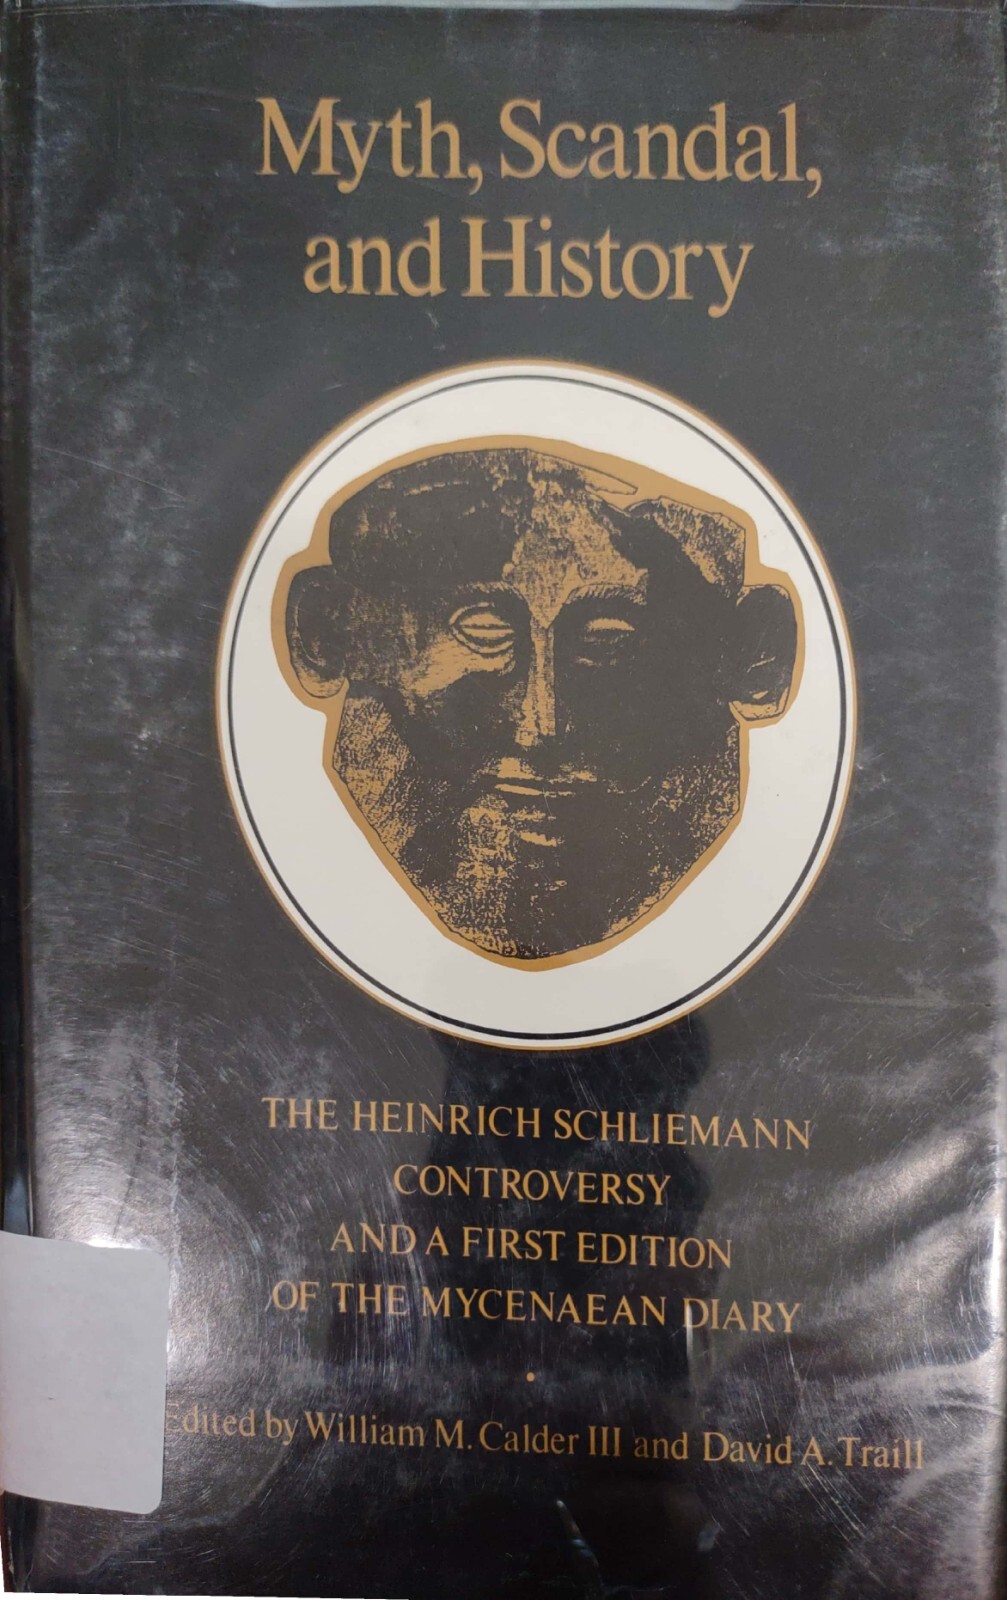 Myth, Scandal,
and History
THE HEINRICH SCHLIEMANN
CONTROVERSY
AND A FIRST EDITION
OF THE MYCENAEAN DIARY
•
Edited by William M. Calder III and David A. Traill